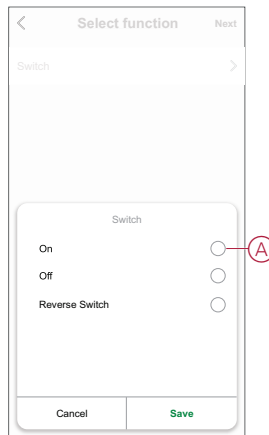 Select function Next
Switch
Switch
On
A
Off
Reverse Switch
Cancel Save